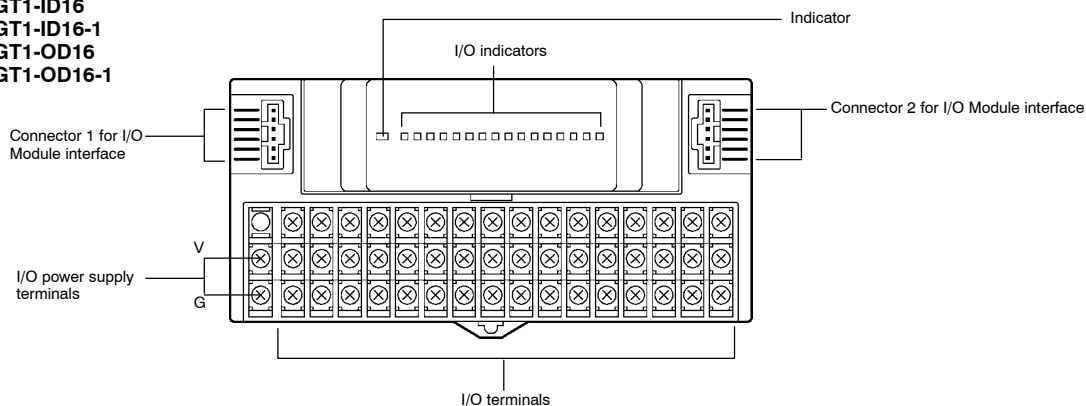 GT1-ID16
GT1-ID16-1
GT1-OD16
GT1-OD16-1
Indicator
I/O indicators
Connector 1 for I/O
Module interface
Connector 2 for I/O Module interface
V
I/O power supply
terminals
G
I/O terminals